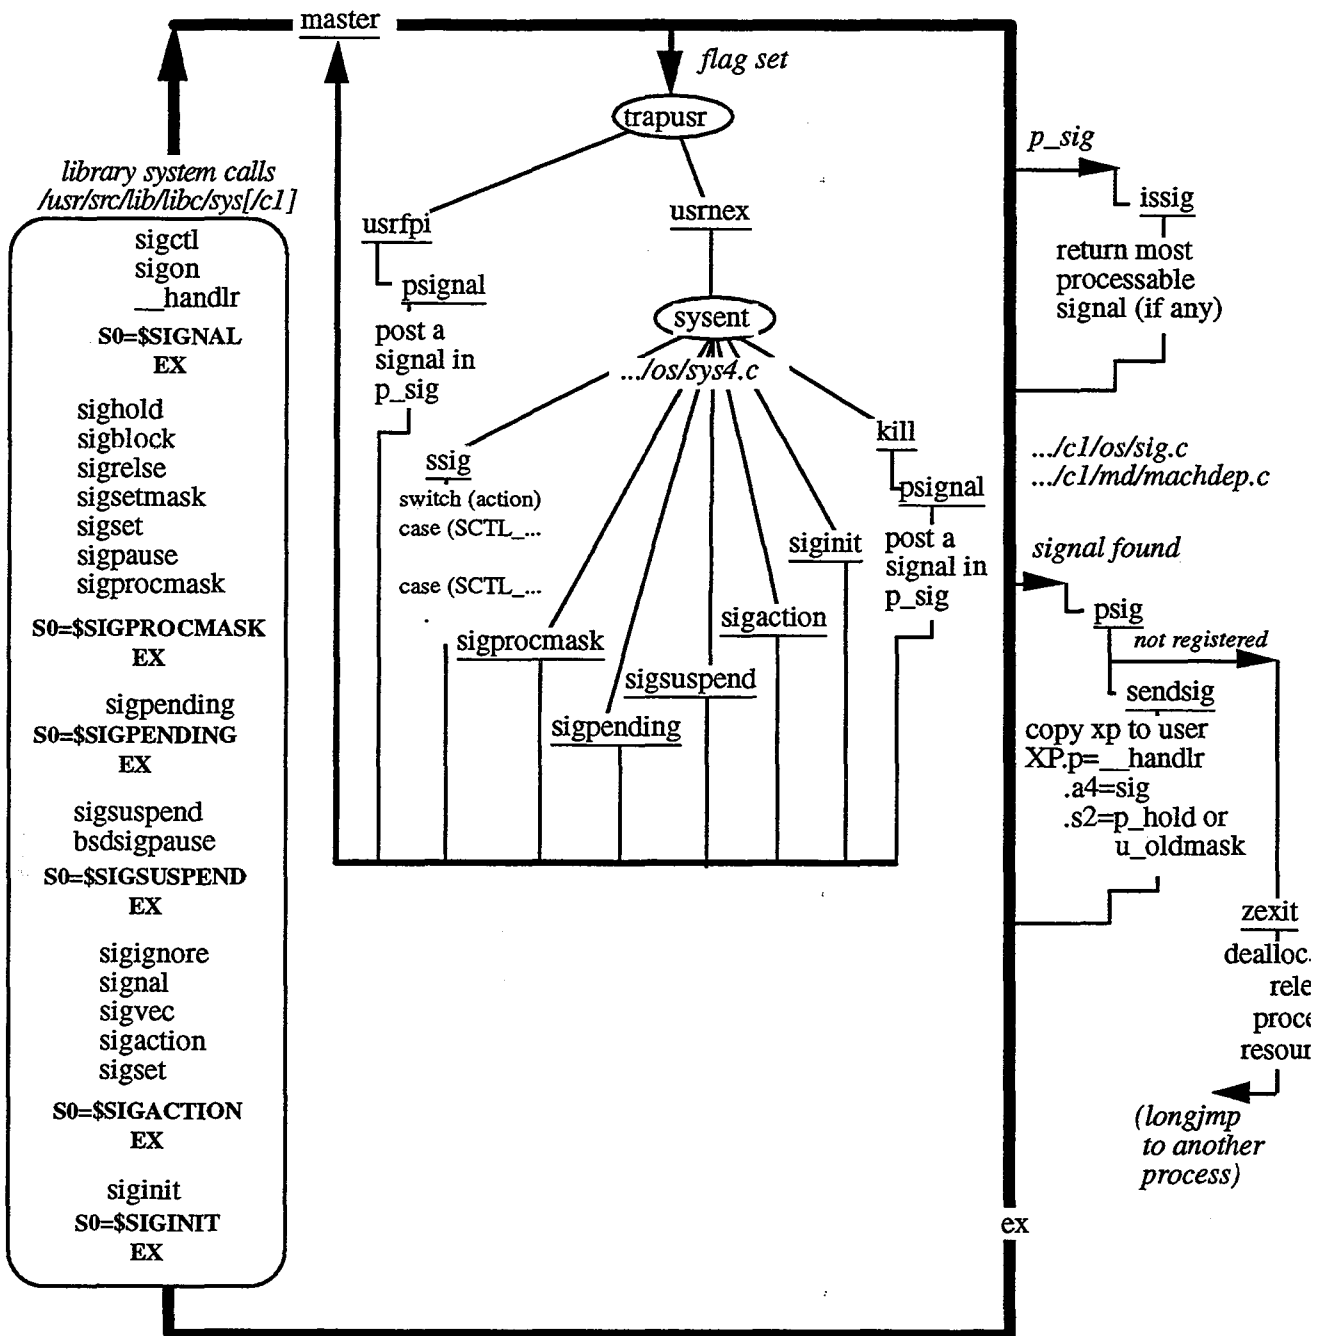 master
flag set
trapusr
library system calls
/usr/src/lib/libc/sys[/c1]
sigctl
sigon
__handlr
S0=$SIGNAL
EX
sighold
sigblock
sigrelse
sigsetmask
sigset
sigpause
sigprocmask
S0=$SIGPROCMASK
EX
sigpending
S0=$SIGPENDING
EX
sigsuspend
bsdsigpause
S0=$SIGSUSPEND
EX
sigignore
signal
sigvec
sigaction
sigset
S0=$SIGACTION
EX
siginit
S0=$SIGINIT
EX
usrfpi
psignal
post a
signal in
p_sig
usrnex
sysent
.../os/sys4.c
ssig
switch (action)
case (SCTL_...
case (SCTL_...
sigprocmask
sigpending
sigsuspend
sigaction
siginit
kill
psignal
post a
signal in
p_sig
p_sig
issig
return most
processable
signal (if any)
.../c1/os/sig.c
.../c1/md/machdep.c
signal found
psig
not registered
sendsig
copy xp to user
XP.p=__handlr
.a4=sig
.s2=p_hold or
u_oldmask
zexit
dealloc.
rele
proce
resour
(longjmp
to another
process)
ex